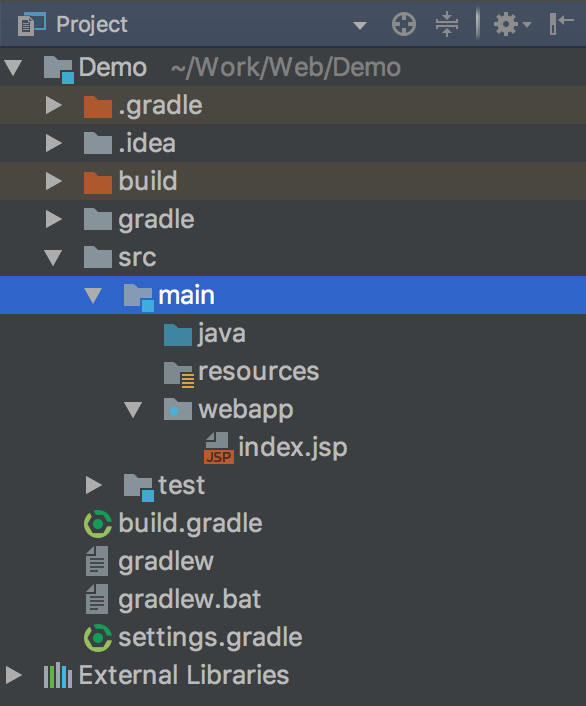 Project
Demo ~/Work/Web/Demo
.gradle
.idea
build
gradle
src
main
java
resources
webapp
JSP index.jsp
test
build.gradle
gradlew
gradlew.bat
settings.gradle
External Libraries